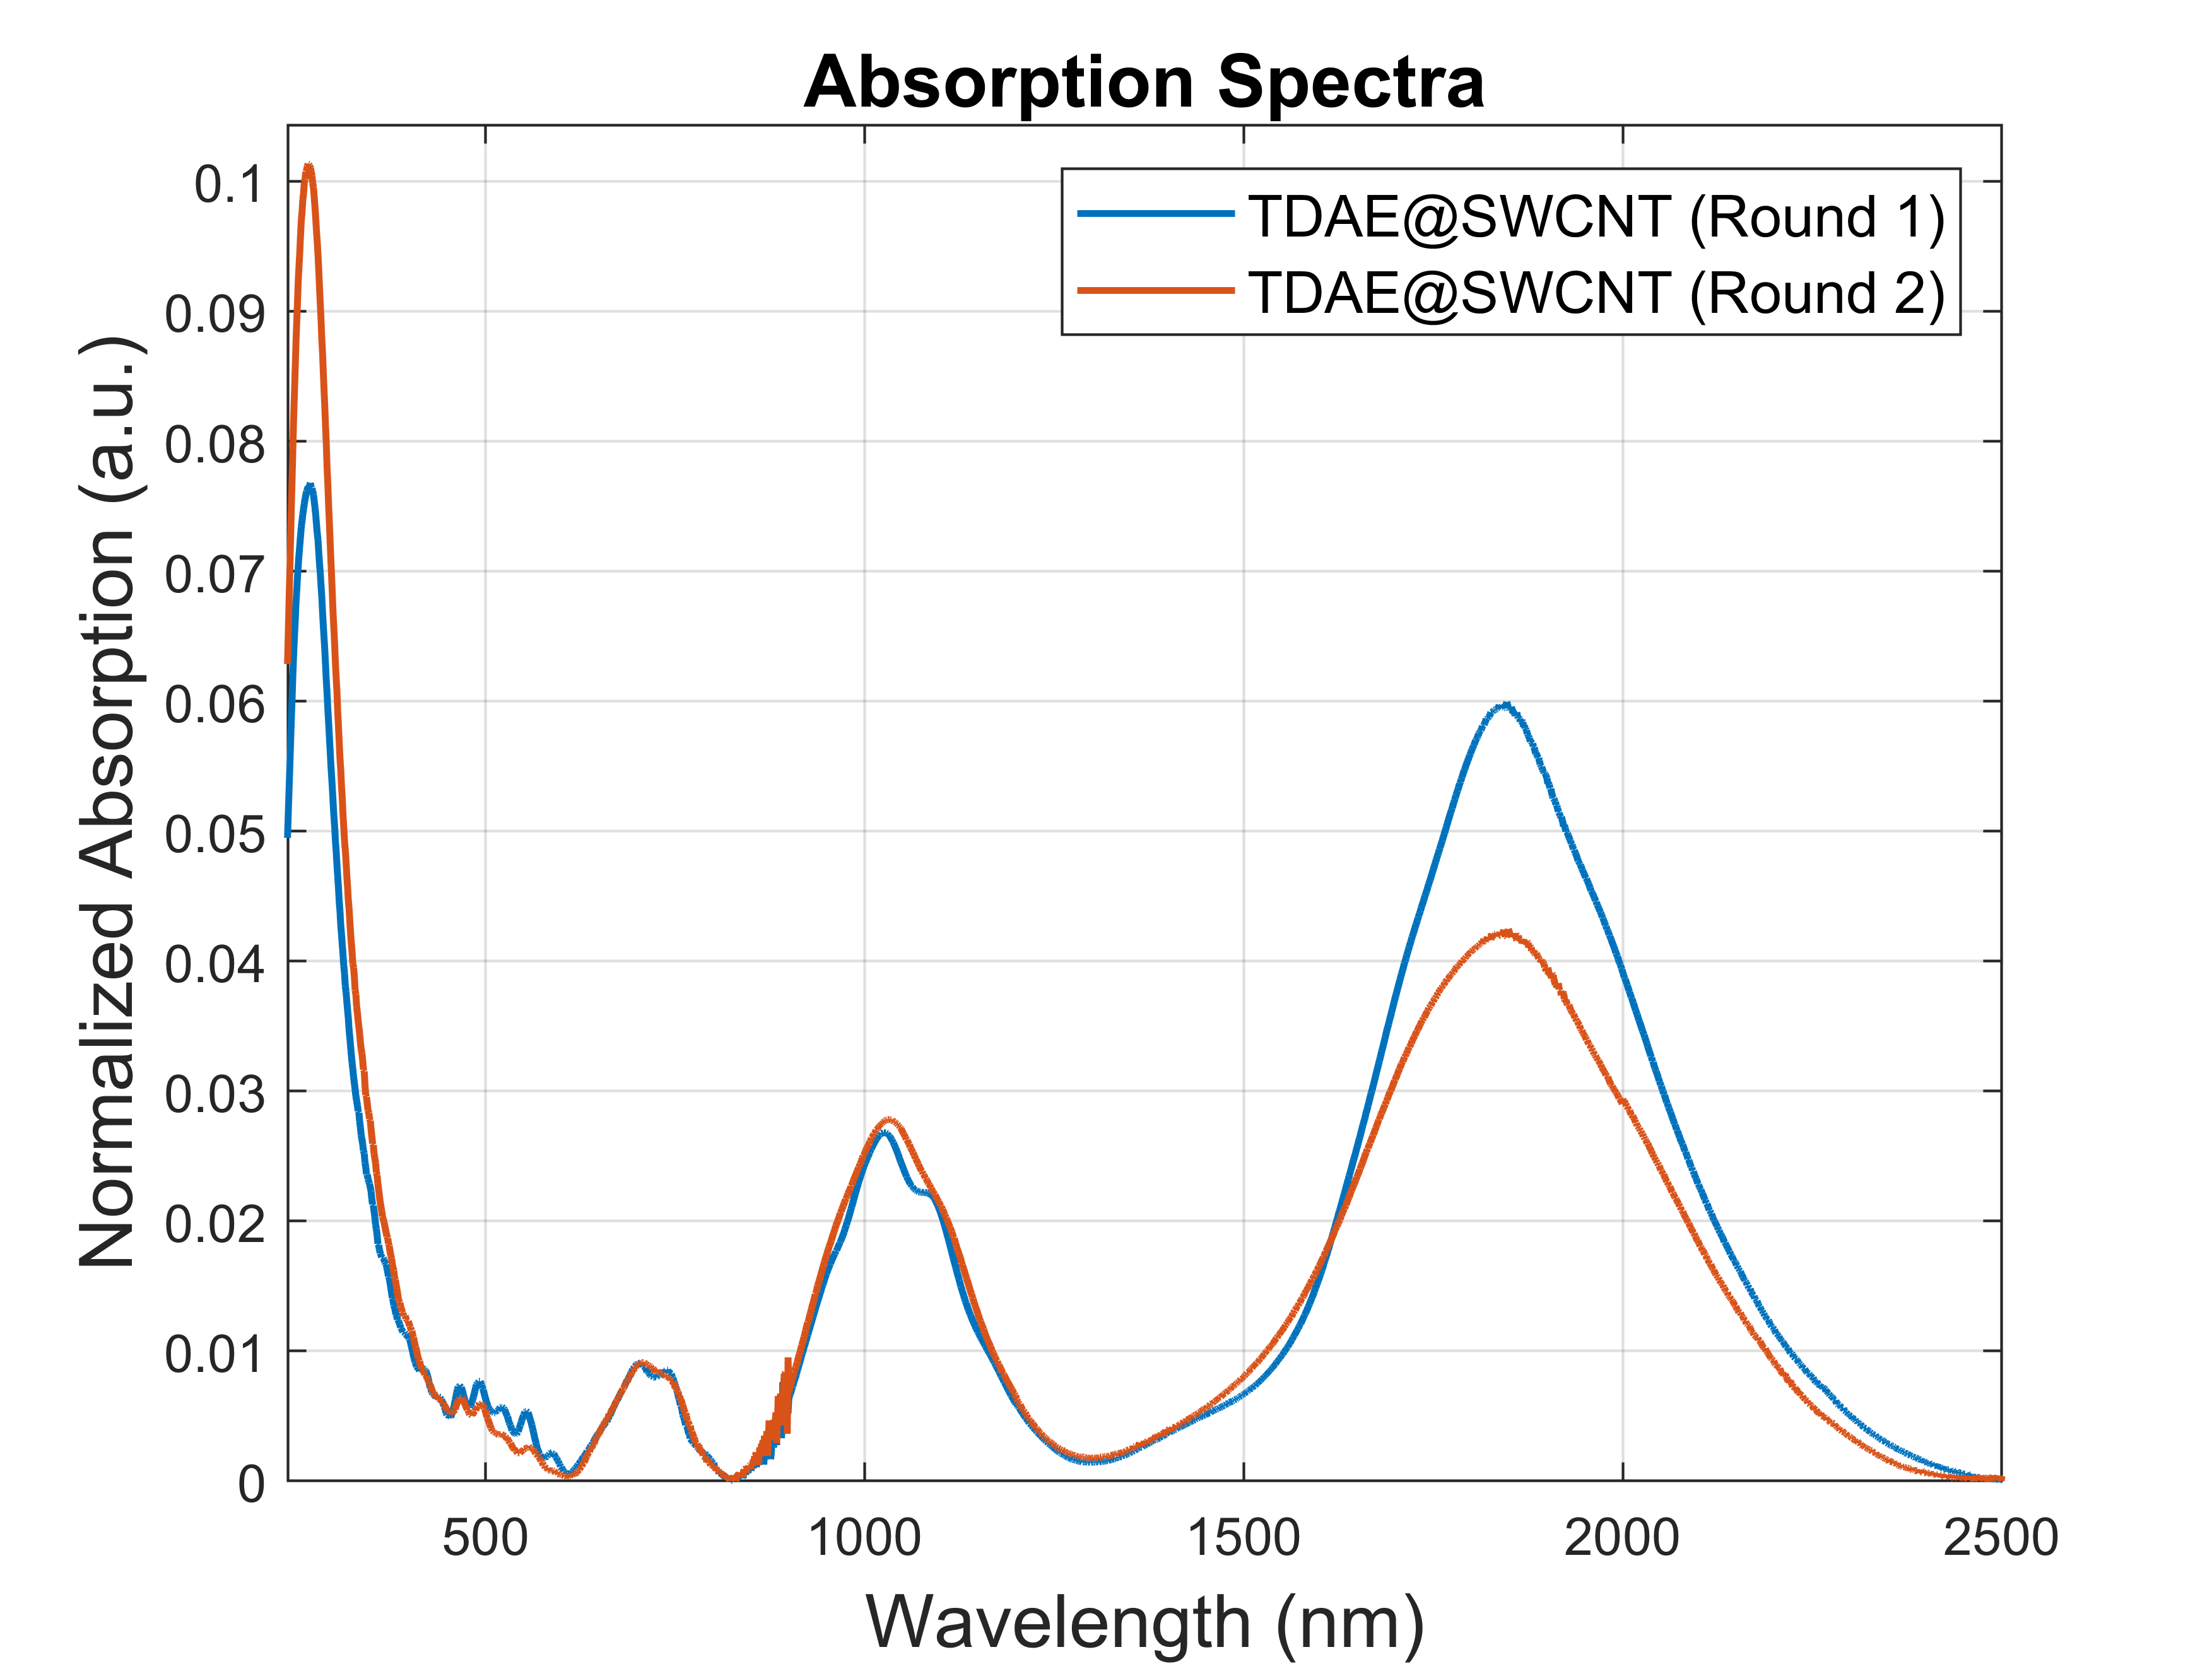 Absorption Spectra
TDAE@SWCNT (Round 1)
TDAE@SWCNT (Round 2)
Normalized Absorption (a.u.)
0.1
0.09
0.08
0.07
0.06
0.05
0.04
0.03
0.02
0.01
0
500 1000 1500 2000 2500
Wavelength (nm)